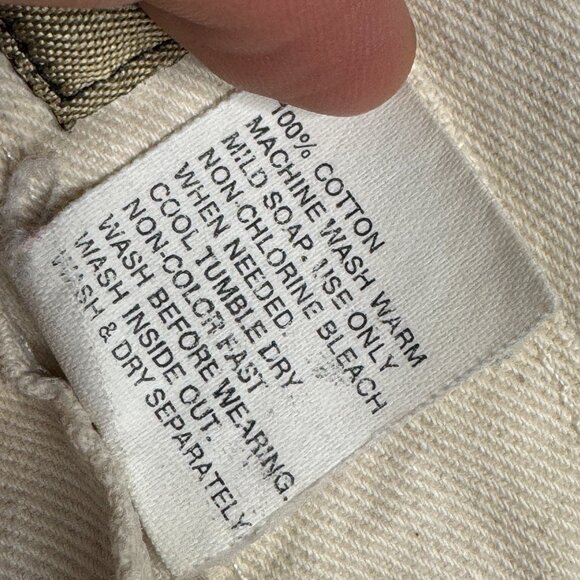 100% COTTON
MACHINE WASH WARM
MILD SOAP. USE ONLY
NON-CHLORINE BLEACH
WHEN NEEDED.
COOL TUMBLE DRY
NON-COLOR FAST
WASH BEFORE WEARING.
WASH INSIDE OUT.
WASH & DRY SEPARATELY